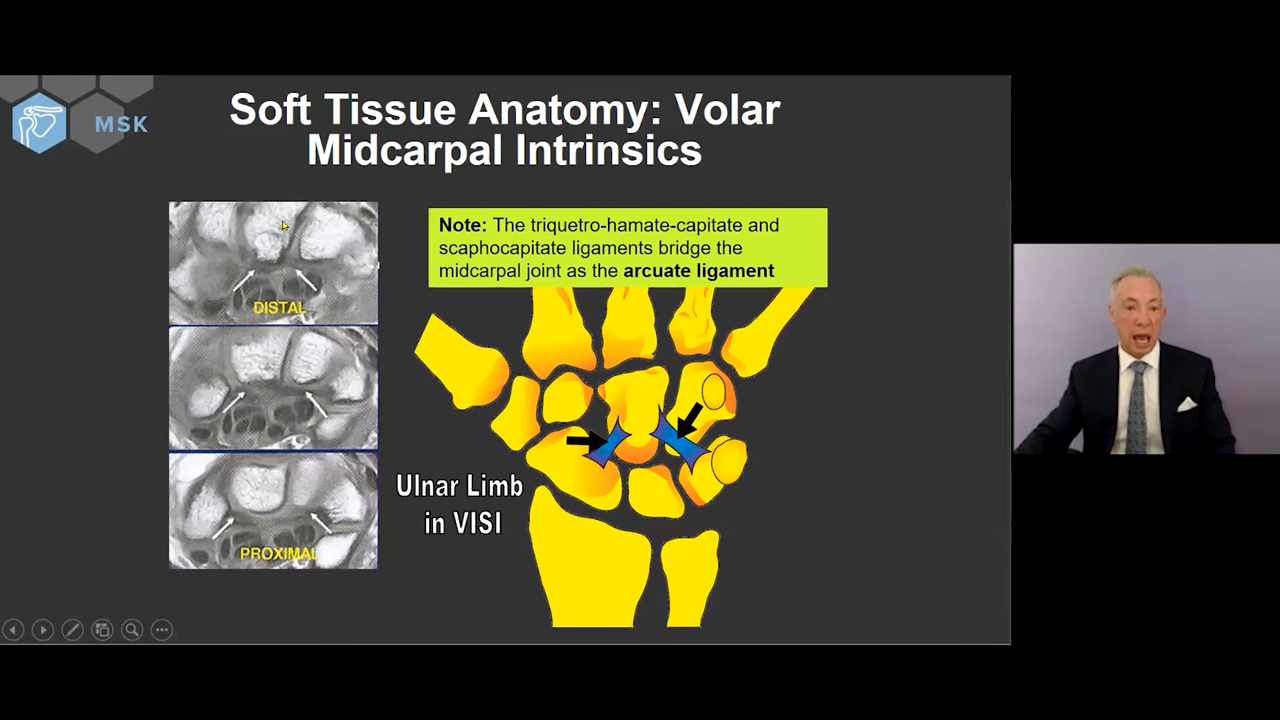 MSK
Soft Tissue Anatomy: Volar
Midcarpal Intrinsics
Note: The triquetro-hamate-capitate and
scaphocapitate ligaments bridge the
midcarpal joint as the arcuate ligament
DISTAL
PROXIMAL
Ulnar Limb
in VISI